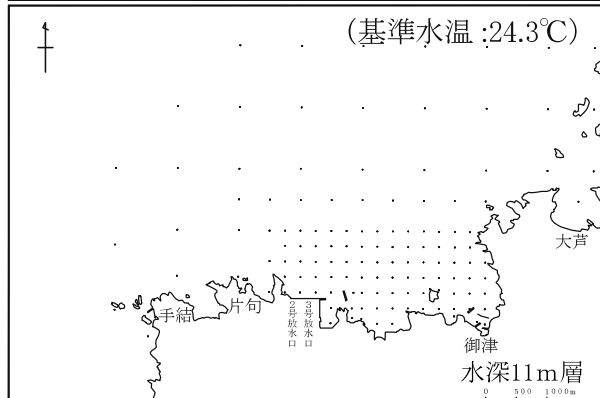 （基準水温:24.3℃）
大芦
片句
手結
2号放水口
3号放水口
御津
水深11m層
0 500 1000m